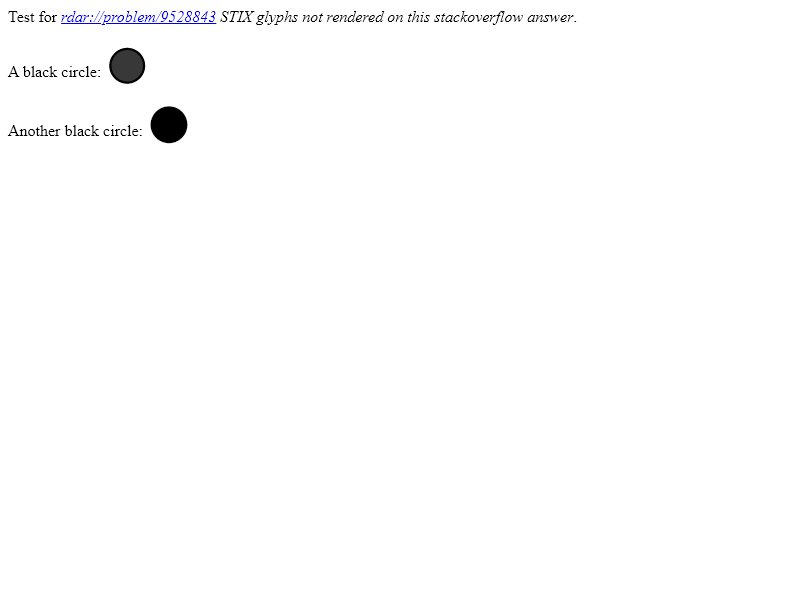 Test for rdar://problem/9528843 STIX glyphs not rendered on this stackoverflow answer.
A black circle:
Another black circle: